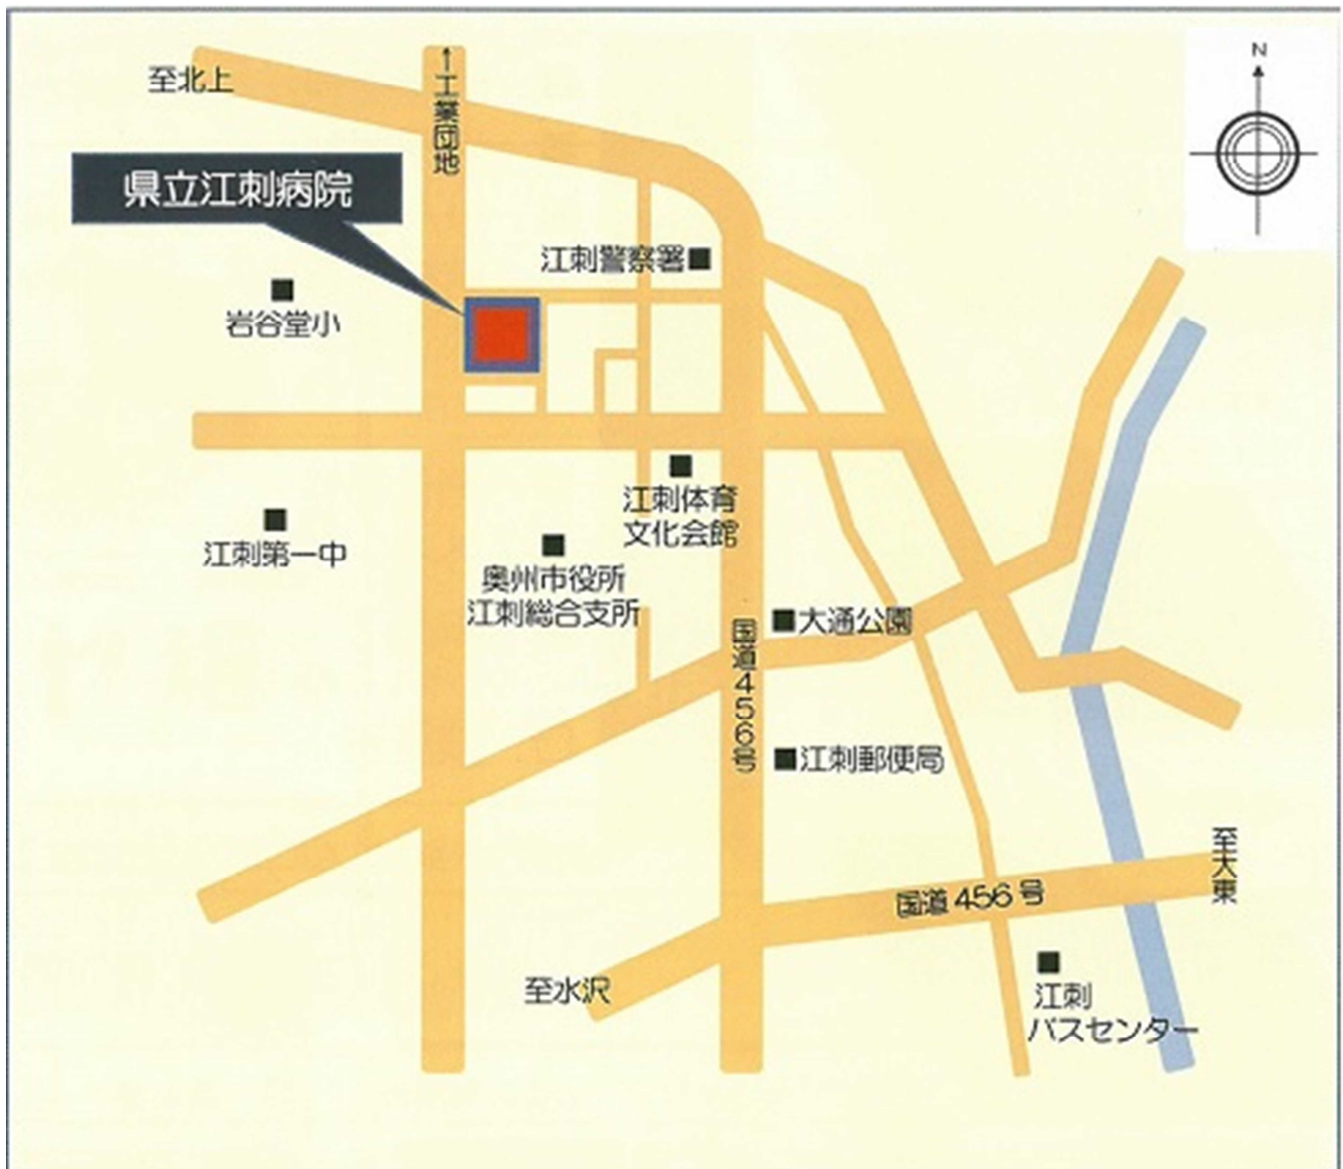 N
至北上
↑工業団地
県立江刺病院
江刺警察署
岩谷堂小
江刺体育
文化会館
江刺第一中
奥州市役所
江刺総合支所
大通公園
国道456号
江刺郵便局
至大東
国道456号
至水沢
江刺
バスセンター